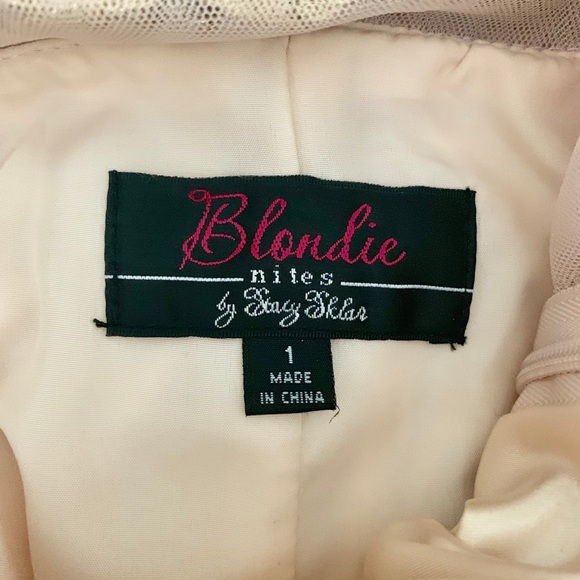 Blondie
nites
by Stacy Sklar
1
MADE
IN CHINA